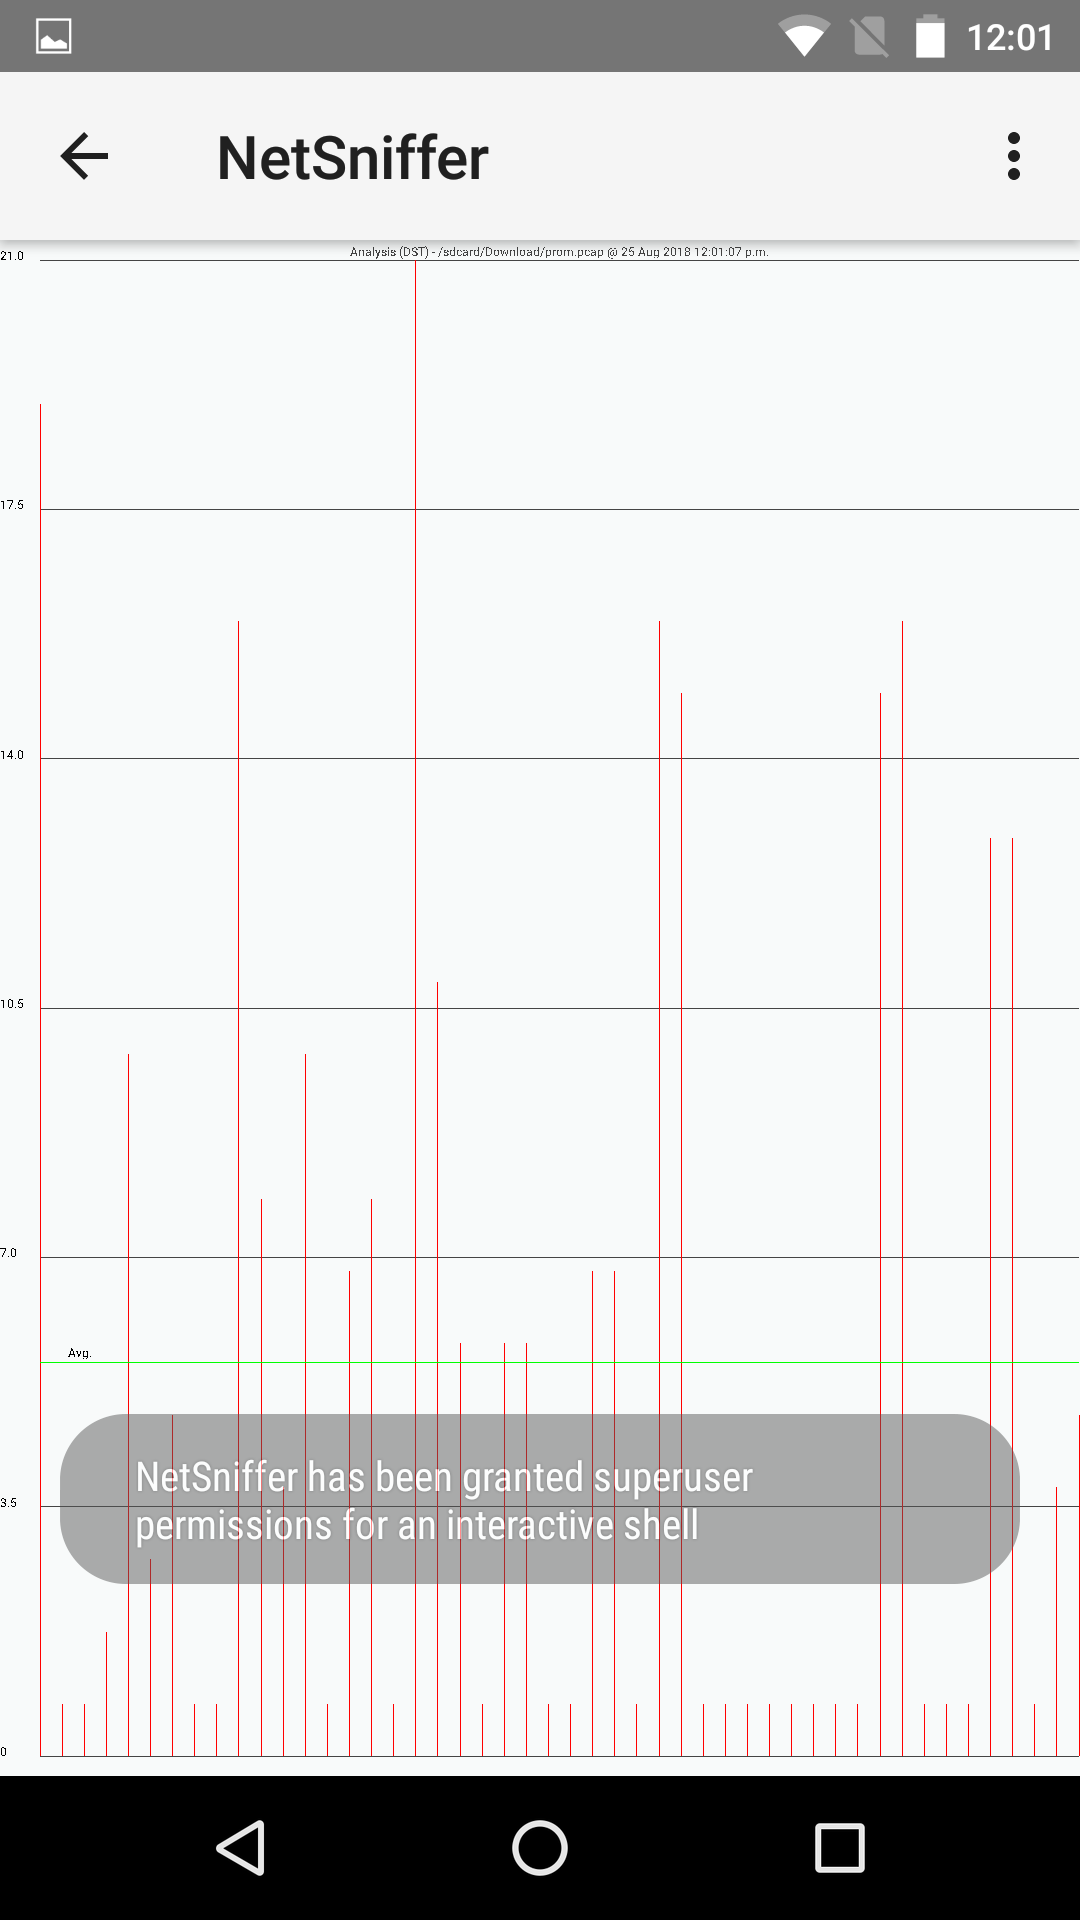 12:01
NetSniffer
Analysis (DST) - /sdcard/Download/prom.pcap @ 25 Aug 2018 12:01:07 p.m.
21.0
17.5
14.0
10.5
7.0
Avg.
NetSniffer has been granted superuser
3.5
permissions for an interactive shell
0